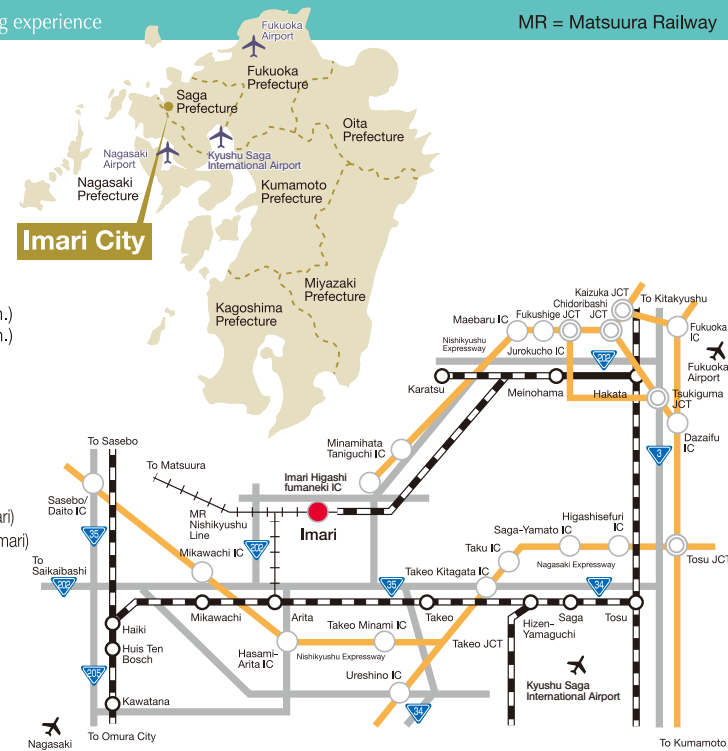 g experience
MR = Matsuura Railway
Fukuoka
Airport
Fukuoka
Prefecture
Saga
Prefecture
Oita
Prefecture
Nagasaki
Airport
Kyushu Saga
International Airport
Nagasaki
Prefecture
Kumamoto
Prefecture
Imari City
Miyazaki
Prefecture
Kagoshima
Prefecture
n.)
n.)
ari)
mari)
Kaizuka JCT
To Kitakyushu
Chidoribashi
JCT
Fukushige JCT
Maebaru IC
Fukuoka
IC
Nishikyushu
Expressway
Jurokucho IC
202
Fukuoka
Airport
Karatsu
Meinohama
Hakata
Tsukiguma
JCT
Dazaifu
IC
3
To Sasebo
Minamihata
Taniguchi IC
To Matsuura
Imari Higashi
fumaneki IC
Sasebo/
Daito IC
MR
Nishikyushu
Line
Imari
35
202
Mikawachi IC
Saga-Yamato IC
Higashisefuri
IC
Taku IC
Nagasaki Expressway
Tosu JCT
To
Saikaibashi
202
35
Takeo Kitagata IC
34
Haiki
Mikawachi
Arita
Takeo
Hizen-
Yamaguchi
Saga
Tosu
Huis Ten
Bosch
Hasami-
Arita IC
Takeo Minami IC
Nishikyushu Expressway
Takeo JCT
205
Ureshino IC
Kyushu Saga
International Airport
Kawatana
34
Nagasaki
To Omura City
To Kumamoto